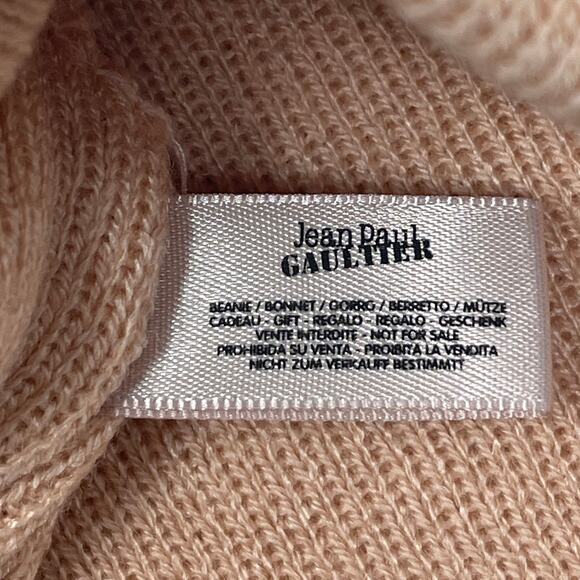 Jean Paul
GAULTIER
BEANIE / BONNET / GORRO / BERRETTO / MÜTZE
CADEAU - GIFT - REGALO - REGALO - GESCHENK
VENTE INTERDITE - NOT FOR SALE
PROHIBIDA SU VENTA - PROIBITA LA VENDITA
NICHT ZUM VERKAUFF BESTIMMTT